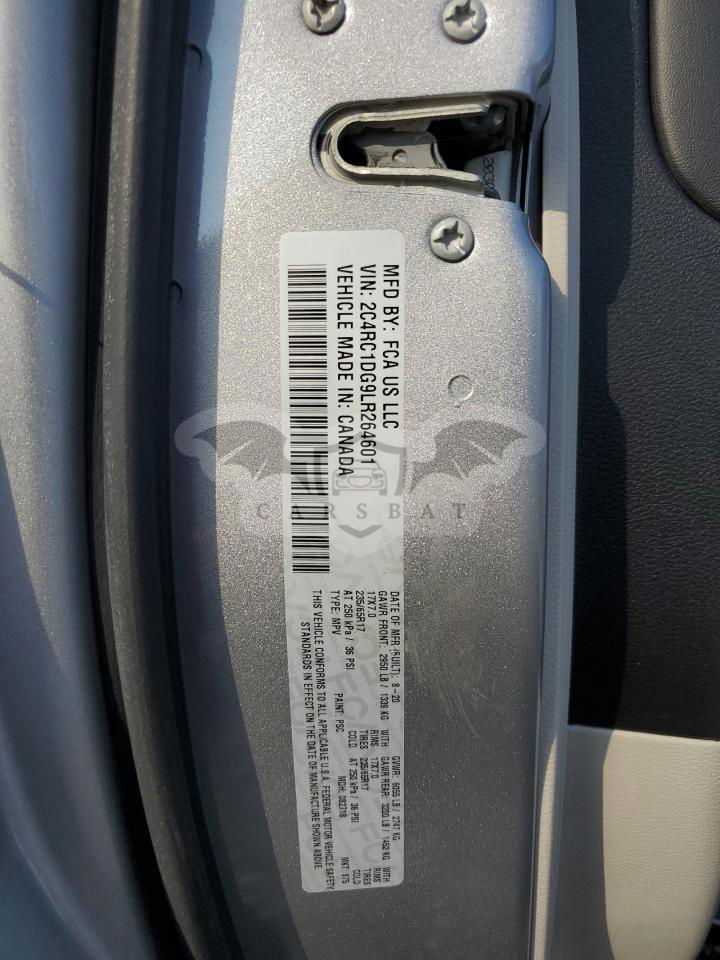 MFD BY: FCA US LLC
VIN: 2C4RC1DG9LR264601
VEHICLE MADE IN: CANADA
DATE OF MFR (BUILT): 8-20 GVWR: 6055 LB / 2747 KG
GAWR FRONT: 2950 LB / 1339 KG WITH GAWR REAR: 3200 LB / 1452 KG WITH
17X7.0 RIMS 17X7.0 RIMS
235/65R17 TIRES 235/65R17 TIRES
AT 250 kPa / 36 PSI COLD AT 250 kPa / 36 PSI COLD
TYPE: MPV PAINT: PSC MDH: 082718 MKT: 875
THIS VEHICLE CONFORMS TO ALL APPLICABLE U.S.A. FEDERAL MOTOR VEHICLE SAFETY
STANDARDS IN EFFECT ON THE DATE OF MANUFACTURE SHOWN ABOVE.
CARSBAT